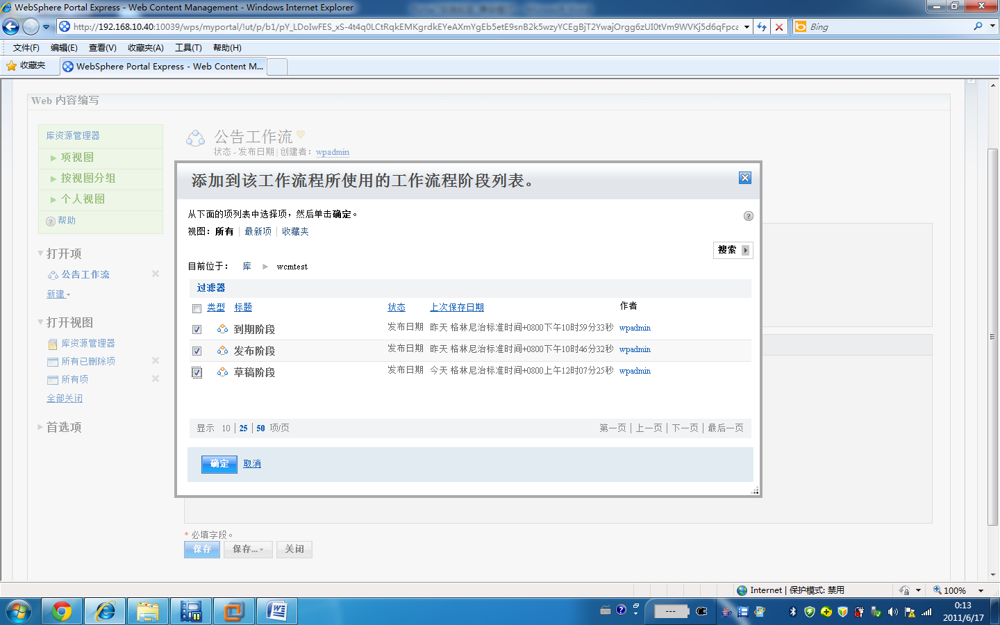 WebSphere Portal Express - Web Content Management - Windows Internet Explorer
http://192.168.10.40:10039/wps/myportal/!ut/p/b1/pY_LDoIwFES_xS-4t4q0LCtRqkEMKgrdkEYeAXmYgEb5etE9snB2k5wzyYCEgBjT2YwajOrgg6zUI0tVm9WVKj5d6qFpca
Bing
文件(F) 编辑(E) 查看(V) 收藏夹(A) 工具(T) 帮助(H)
收藏夹 WebSphere Portal Express - Web Content M...
Web 内容编写
库资源管理器
项视图
按视图分组
个人视图
帮助
打开项
公告工作流
新建
打开视图
库资源管理器
所有已删除项
所有项
全部关闭
首选项
公告工作流
状态 - 发布日期 | 创建者: wpadmin
添加到该工作流程所使用的工作流程阶段列表。
从下面的项列表中选择项，然后单击确定。
视图: 所有 | 最新项 | 收藏夹
搜索
目前位于: 库 wcmtest
过滤器
类型 标题 状态 上次保存日期 作者
到期阶段 发布日期 昨天 格林尼治标准时间+0800下午10时59分33秒 wpadmin
发布阶段 发布日期 昨天 格林尼治标准时间+0800下午10时46分32秒 wpadmin
草稿阶段 发布日期 今天 格林尼治标准时间+0800上午12时07分25秒 wpadmin
显示 10 | 25 | 50 项/页 第一页 | 上一页 | 下一页 | 最后一页
确定 取消
* 必填字段。
保存 保存... 关闭
Internet | 保护模式: 禁用 100%
0:13
2011/6/17